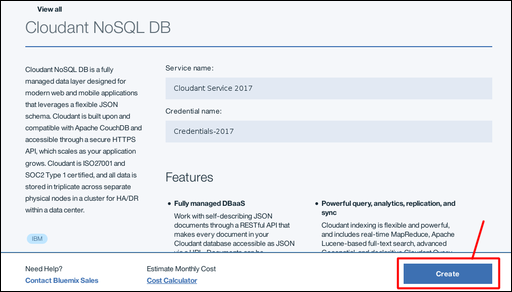 View all
Cloudant NoSQL DB
Cloudant NoSQL DB is a fully
managed data layer designed for
modern web and mobile applications
that leverages a flexible JSON
schema. Cloudant is built upon and
compatible with Apache CouchDB and
accessible through a secure HTTPS
API, which scales as your application
grows. Cloudant is ISO27001 and
SOC2 Type 1 certified, and all data is
stored in triplicate across separate
physical nodes in a cluster for HA/DR
within a data center.
IBM
Service name:
Cloudant Service 2017
Credential name:
Credentials-2017
Features
• Fully managed DBaaS
Work with self-describing JSON
documents through a RESTful API that
makes every document in your
Cloudant database accessible as JSON
• Powerful query, analytics, replication, and
sync
Cloudant indexing is flexible and powerful,
and includes real-time MapReduce, Apache
Lucene-based full-text search, advanced
Need Help?
Contact Bluemix Sales
Estimate Monthly Cost
Cost Calculator
Create